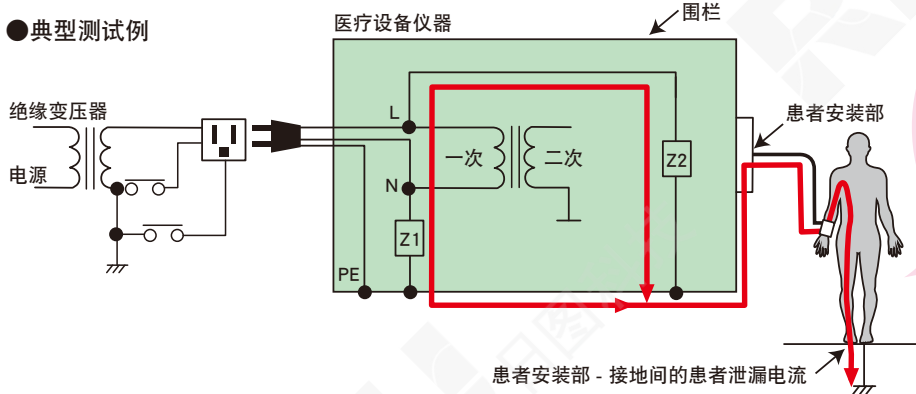 ●典型测试例
医疗设备仪器
围栏
绝缘变压器
电源
L
N
PE
Z1
一次
二次
Z2
患者安装部
患者安装部 - 接地间的患者泄漏电流